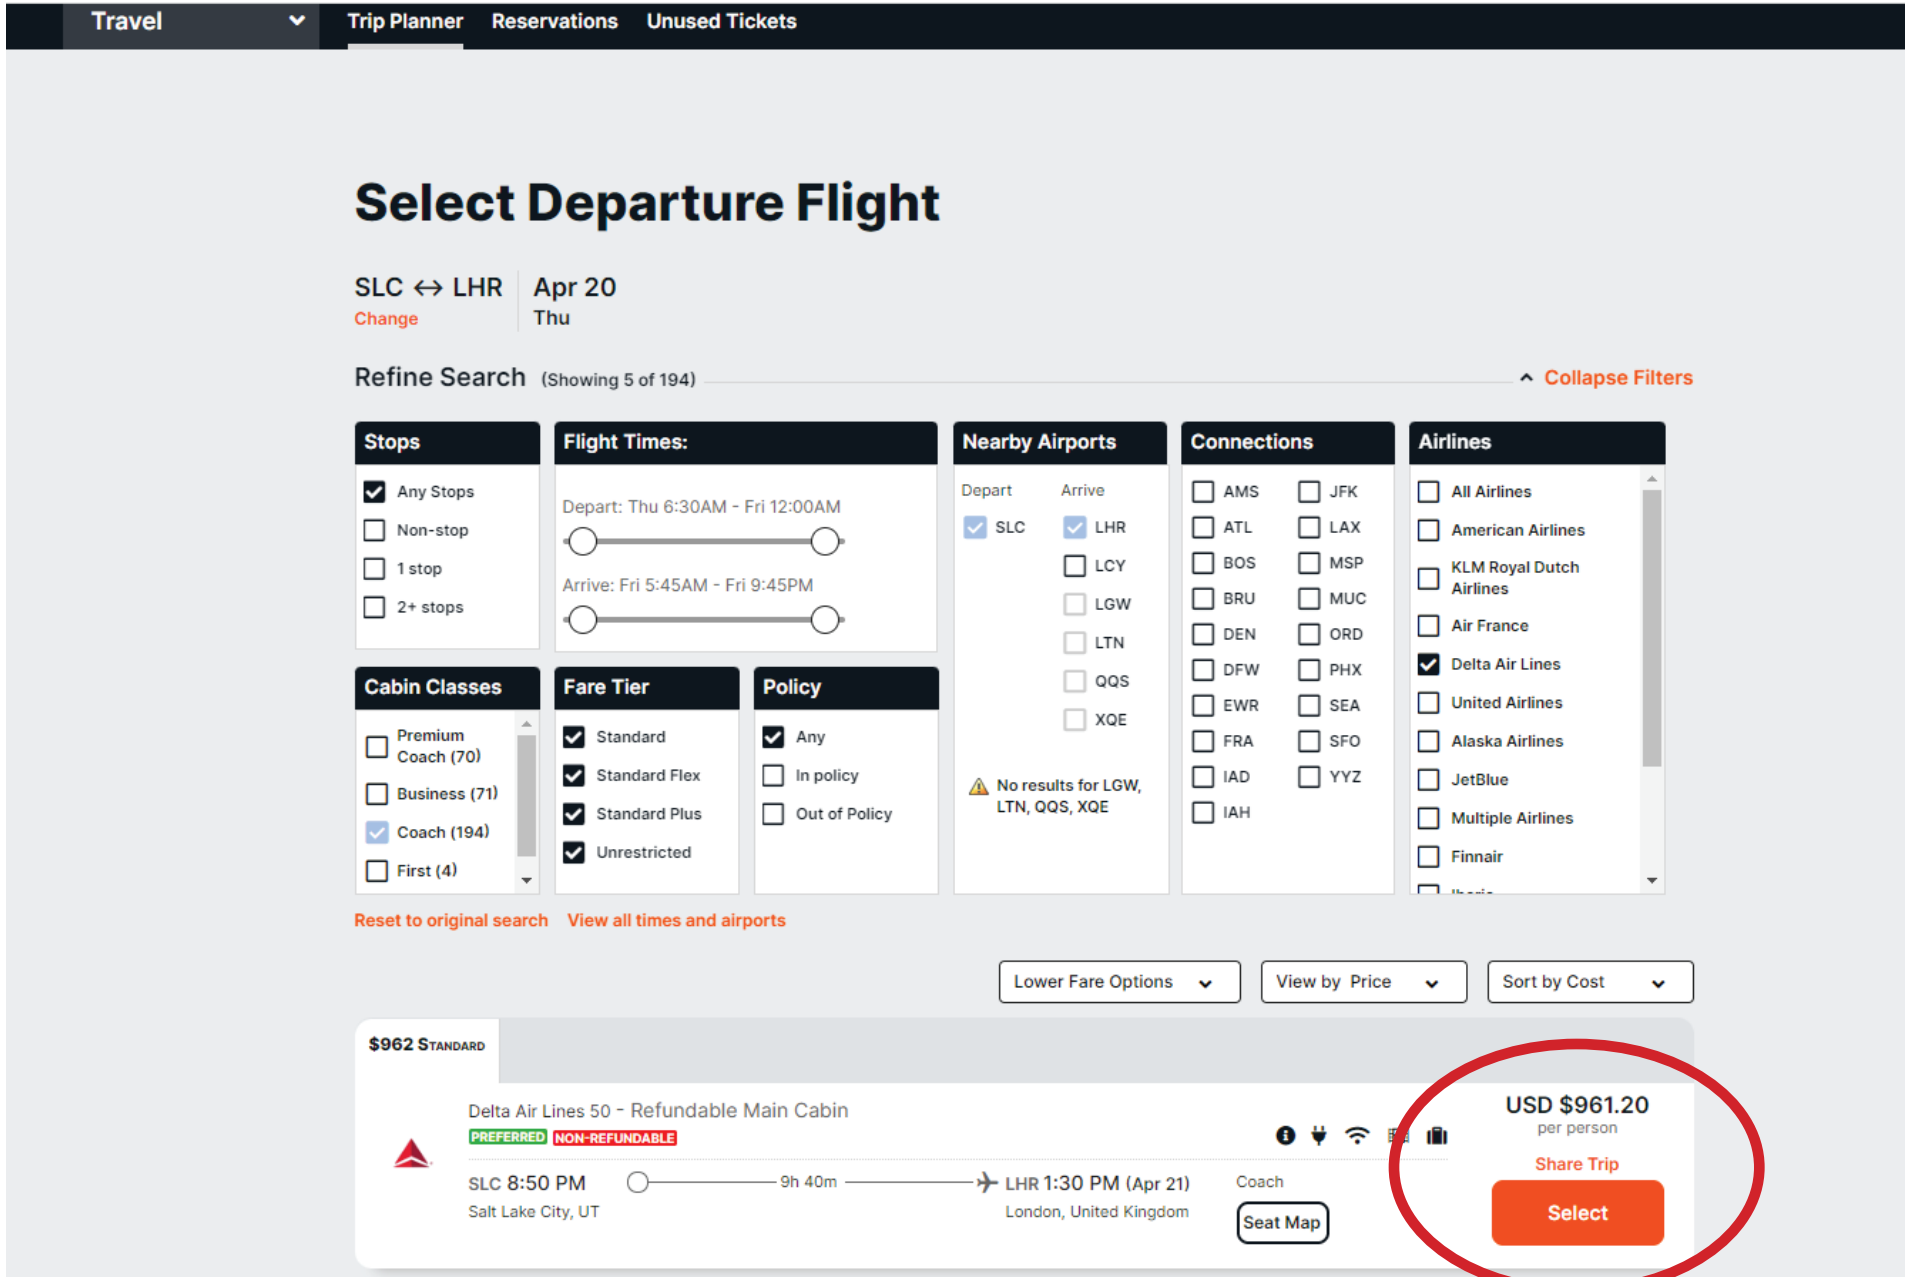 Travel
Trip Planner Reservations Unused Tickets
Select Departure Flight
SLC ↔ LHR
Change
Apr 20
Thu
Refine Search (Showing 5 of 194)
Collapse Filters
Stops
Any Stops
Non-stop
1 stop
2+ stops
Flight Times:
Depart: Thu 6:30AM - Fri 12:00AM
Arrive: Fri 5:45AM - Fri 9:45PM
Cabin Classes
Premium
Coach (70)
Business (71)
Coach (194)
First (4)
Fare Tier
Standard
Standard Flex
Standard Plus
Unrestricted
Policy
Any
In policy
Out of Policy
Nearby Airports
Depart Arrive
SLC LHR
LCY
LGW
LTN
QQS
XQE
No results for LGW,
LTN, QQS, XQE
Connections
AMS JFK
ATL LAX
BOS MSP
BRU MUC
DEN ORD
DFW PHX
EWR SEA
FRA SFO
IAD YYZ
IAH
Airlines
All Airlines
American Airlines
KLM Royal Dutch
Airlines
Air France
Delta Air Lines
United Airlines
Alaska Airlines
JetBlue
Multiple Airlines
Finnair
Reset to original search View all times and airports
Lower Fare Options View by Price Sort by Cost
$962 Standard
Delta Air Lines 50 - Refundable Main Cabin
PREFERRED NON-REFUNDABLE
SLC 8:50 PM 9h 40m LHR 1:30 PM (Apr 21)
Salt Lake City, UT London, United Kingdom
Coach
Seat Map
USD $961.20
per person
Share Trip
Select